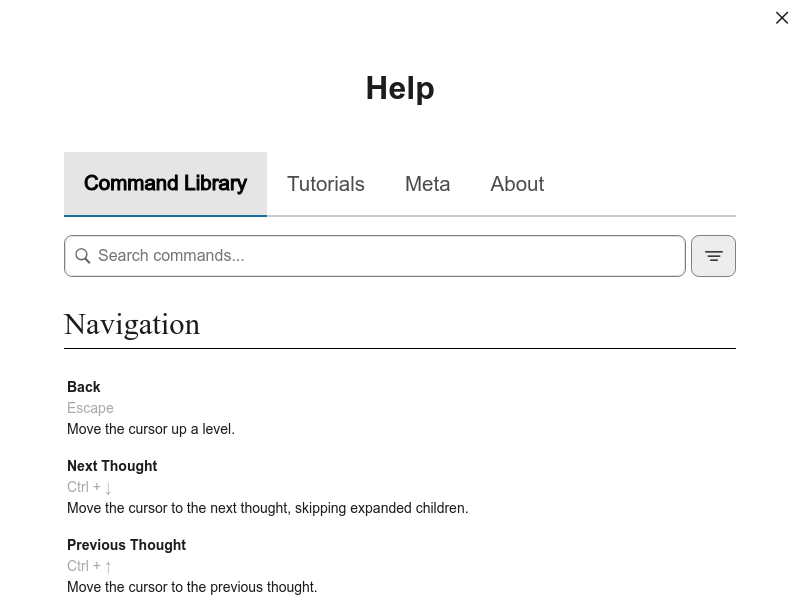 Help
Command Library Tutorials Meta About
Search commands...
Navigation
Back
Escape
Move the cursor up a level.
Next Thought
Ctrl + ↓
Move the cursor to the next thought, skipping expanded children.
Previous Thought
Ctrl + ↑
Move the cursor to the previous thought.